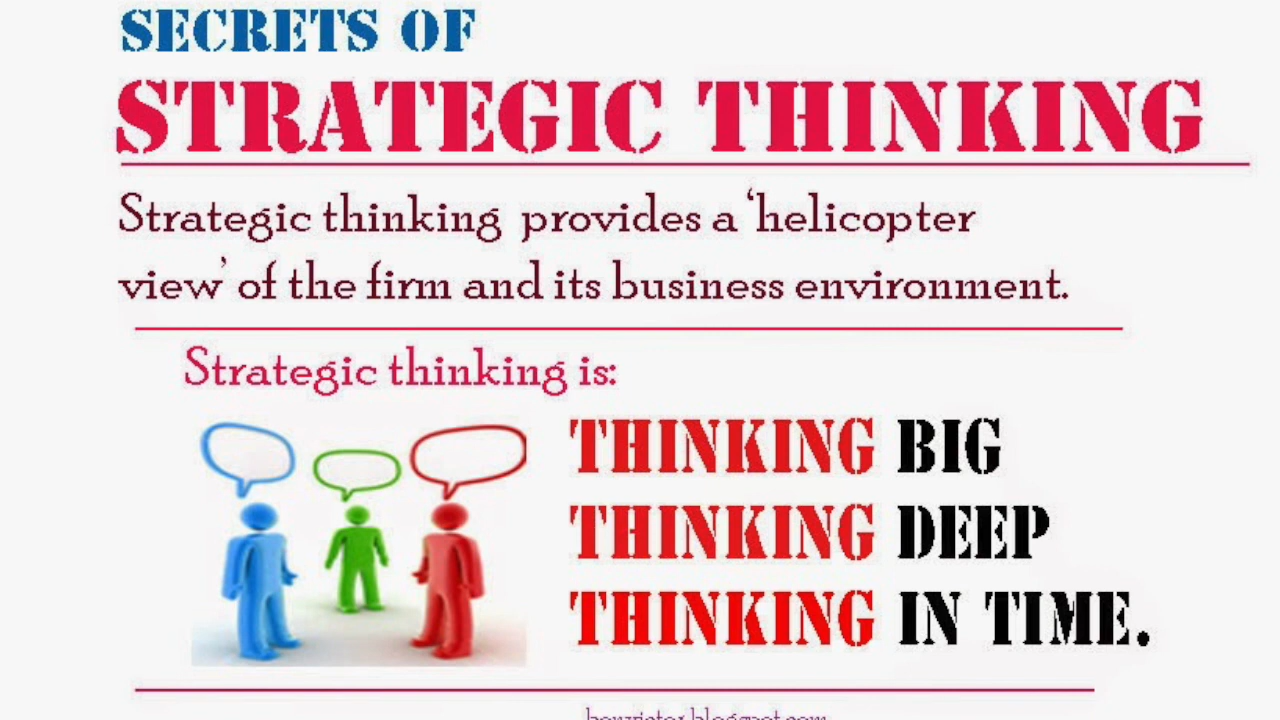 SECRETS OF
STRATEGIC THINKING
Strategic thinking provides a ‘helicopter
view’ of the firm and its business environment.
Strategic thinking is:
THINKING BIG
THINKING DEEP
THINKING IN TIME.